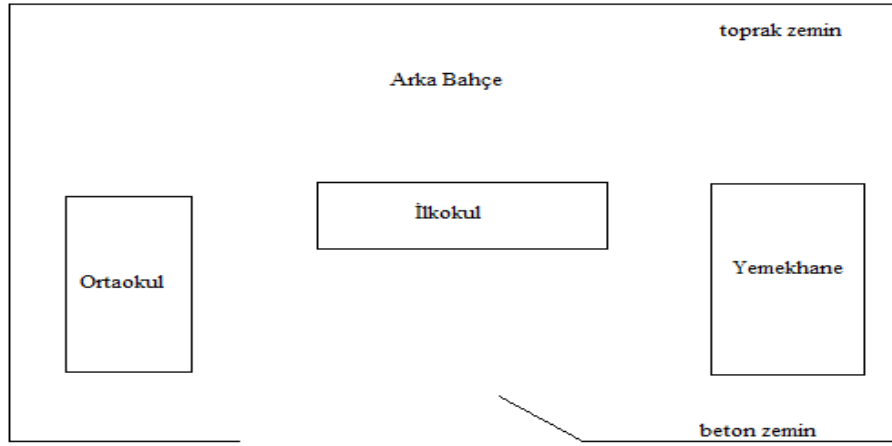 toprak zemin
Arka Bahçe
İlkokul
Ortaokul
Yemekhane
beton zemin